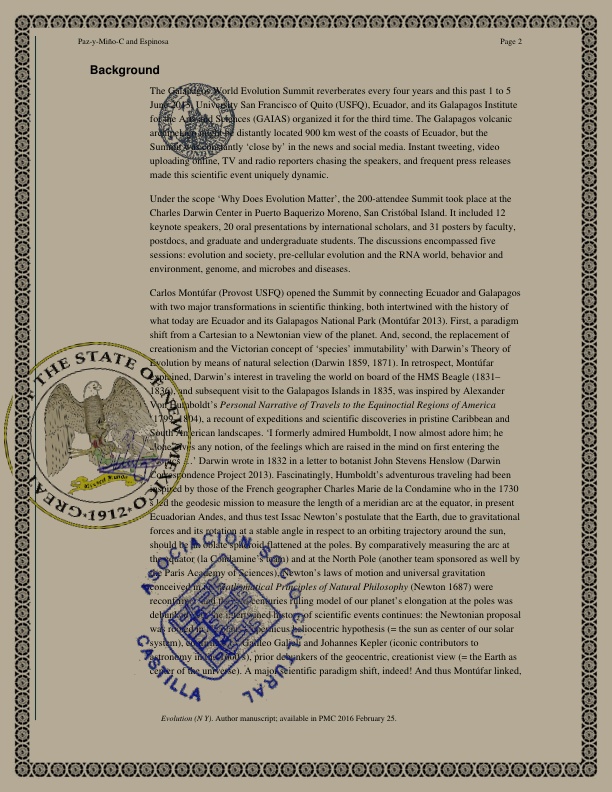 Paz-y-Miño-C and Espinosa
Page 2
Background
The Galapagos World Evolution Summit reverberates every four years and this past 1 to 5
June University San Francisco of Quito (USFQ), Ecuador, and its Galapagos Institute
for the Arts and Sciences (GAIAS) organized it for the third time. The Galapagos volcanic
be distantly located 900 km west of the coasts of Ecuador, but the
Summit was constantly ‘close by’ in the news and social media. Instant tweeting, video
uploading online, TV and radio reporters chasing the speakers, and frequent press releases
made this scientific event uniquely dynamic.
Under the scope ‘Why Does Evolution Matter’, the 200-attendee Summit took place at the
Charles Darwin Center in Puerto Baquerizo Moreno, San Cristóbal Island. It included 12
keynote speakers, 20 oral presentations by international scholars, and 31 posters by faculty,
postdocs, and graduate and undergraduate students. The discussions encompassed five
sessions: evolution and society, pre-cellular evolution and the RNA world, behavior and
environment, genome, and microbes and diseases.
Carlos Montúfar (Provost USFQ) opened the Summit by connecting Ecuador and Galapagos
with two major transformations in scientific thinking, both intertwined with the history of
what today are Ecuador and its Galapagos National Park (Montúfar 2013). First, a paradigm
shift from a Cartesian to a Newtonian view of the planet. And, second, the replacement of
creationism and the Victorian concept of ‘species’ immutability’ with Darwin’s Theory of
Evolution by means of natural selection (Darwin 1859, 1871). In retrospect, Montúfar
explained, Darwin’s interest in traveling the world on board of the HMS Beagle (1831–
1836), and subsequent visit to the Galapagos Islands in 1835, was inspired by Alexander
Von Humboldt’s Personal Narrative of Travels to the Equinoctial Regions of America
(1799–1804), a recount of expeditions and scientific discoveries in pristine Caribbean and
South American landscapes. ‘I formerly admired Humboldt, I now almost adore him; he
alone gives any notion, of the feelings which are raised in the mind on first entering the
.’ Darwin wrote in 1832 in a letter to botanist John Stevens Henslow (Darwin
Correspondence Project 2013). Fascinatingly, Humboldt’s adventurous traveling had been
inspired by those of the French geographer Charles Marie de la Condamine who in the 1730
led the geodesic mission to measure the length of a meridian arc at the equator, in present
Ecuadorian Andes, and thus test Issac Newton’s postulate that the Earth, due to gravitational
forces and its rotation at a stable angle in respect to an orbiting trajectory around the sun,
should be an oblate spheroid flattened at the poles. By comparatively measuring the arc at
the equator (la Condamine’s team) and at the North Pole (another team sponsored as well by
the Paris Academy of Sciences), Newton’s laws of motion and universal gravitation
conceived in Mathematical Principles of Natural Philosophy (Newton 1687) were
centuries ruling model of our planet’s elongation at the poles was
intertwined history of scientific events continues: the Newtonian proposal
was Copernicus heliocentric hypothesis (= the sun as center of our solar
system), Galileo Galilei and Johannes Kepler (iconic contributors to
astronomy in 1600’s), prior debunkers of the geocentric, creationist view (= the Earth as
center of the universe). A major scientific paradigm shift, indeed! And thus Montúfar linked,
Evolution (N Y). Author manuscript; available in PMC 2016 February 25.
THE STATE OF
GREA
1912
ASOCIACION
CULTURAL
CASTILLA